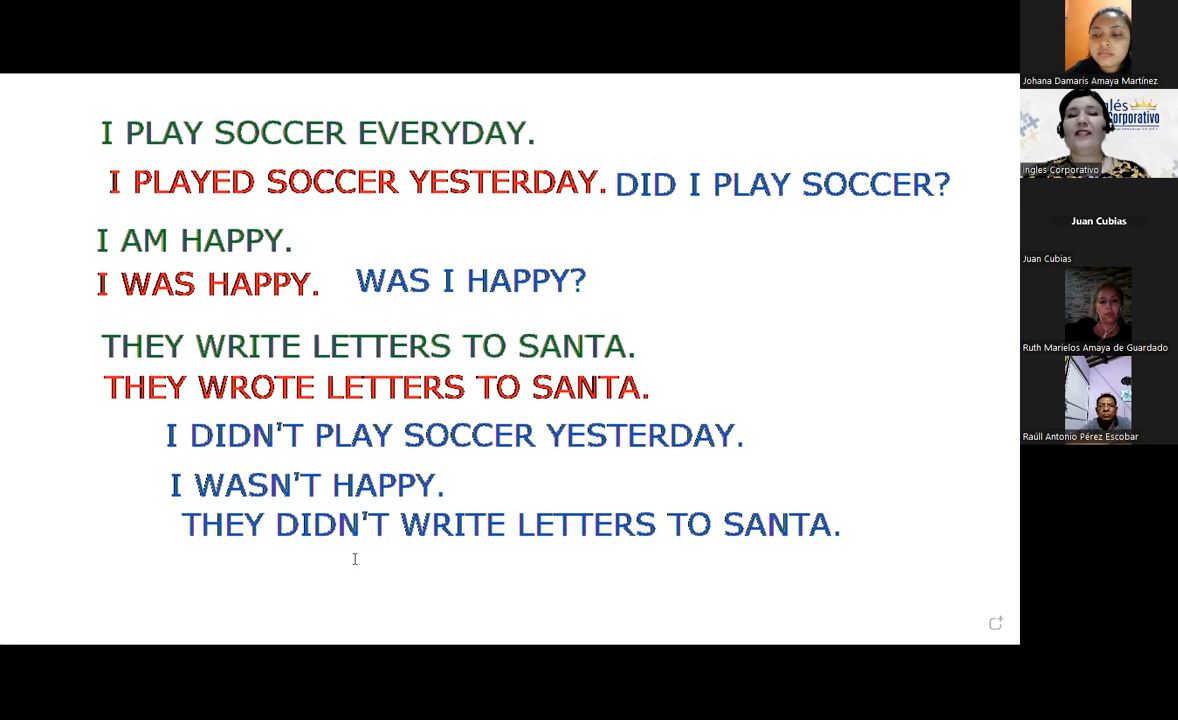 I PLAY SOCCER EVERYDAY.
I PLAYED SOCCER YESTERDAY. DID I PLAY SOCCER?
I AM HAPPY.
I WAS HAPPY. WAS I HAPPY?
THEY WRITE LETTERS TO SANTA.
THEY WROTE LETTERS TO SANTA.
I DIDN'T PLAY SOCCER YESTERDAY.
I WASN'T HAPPY.
THEY DIDN'T WRITE LETTERS TO SANTA.
Johana Damaris Amaya Martínez
glés
orporativo
Ingles Corporativo
Juan Cubias
Juan Cubias
Ruth Marielos Amaya de Guardado
Raúll Antonio Pérez Escobar